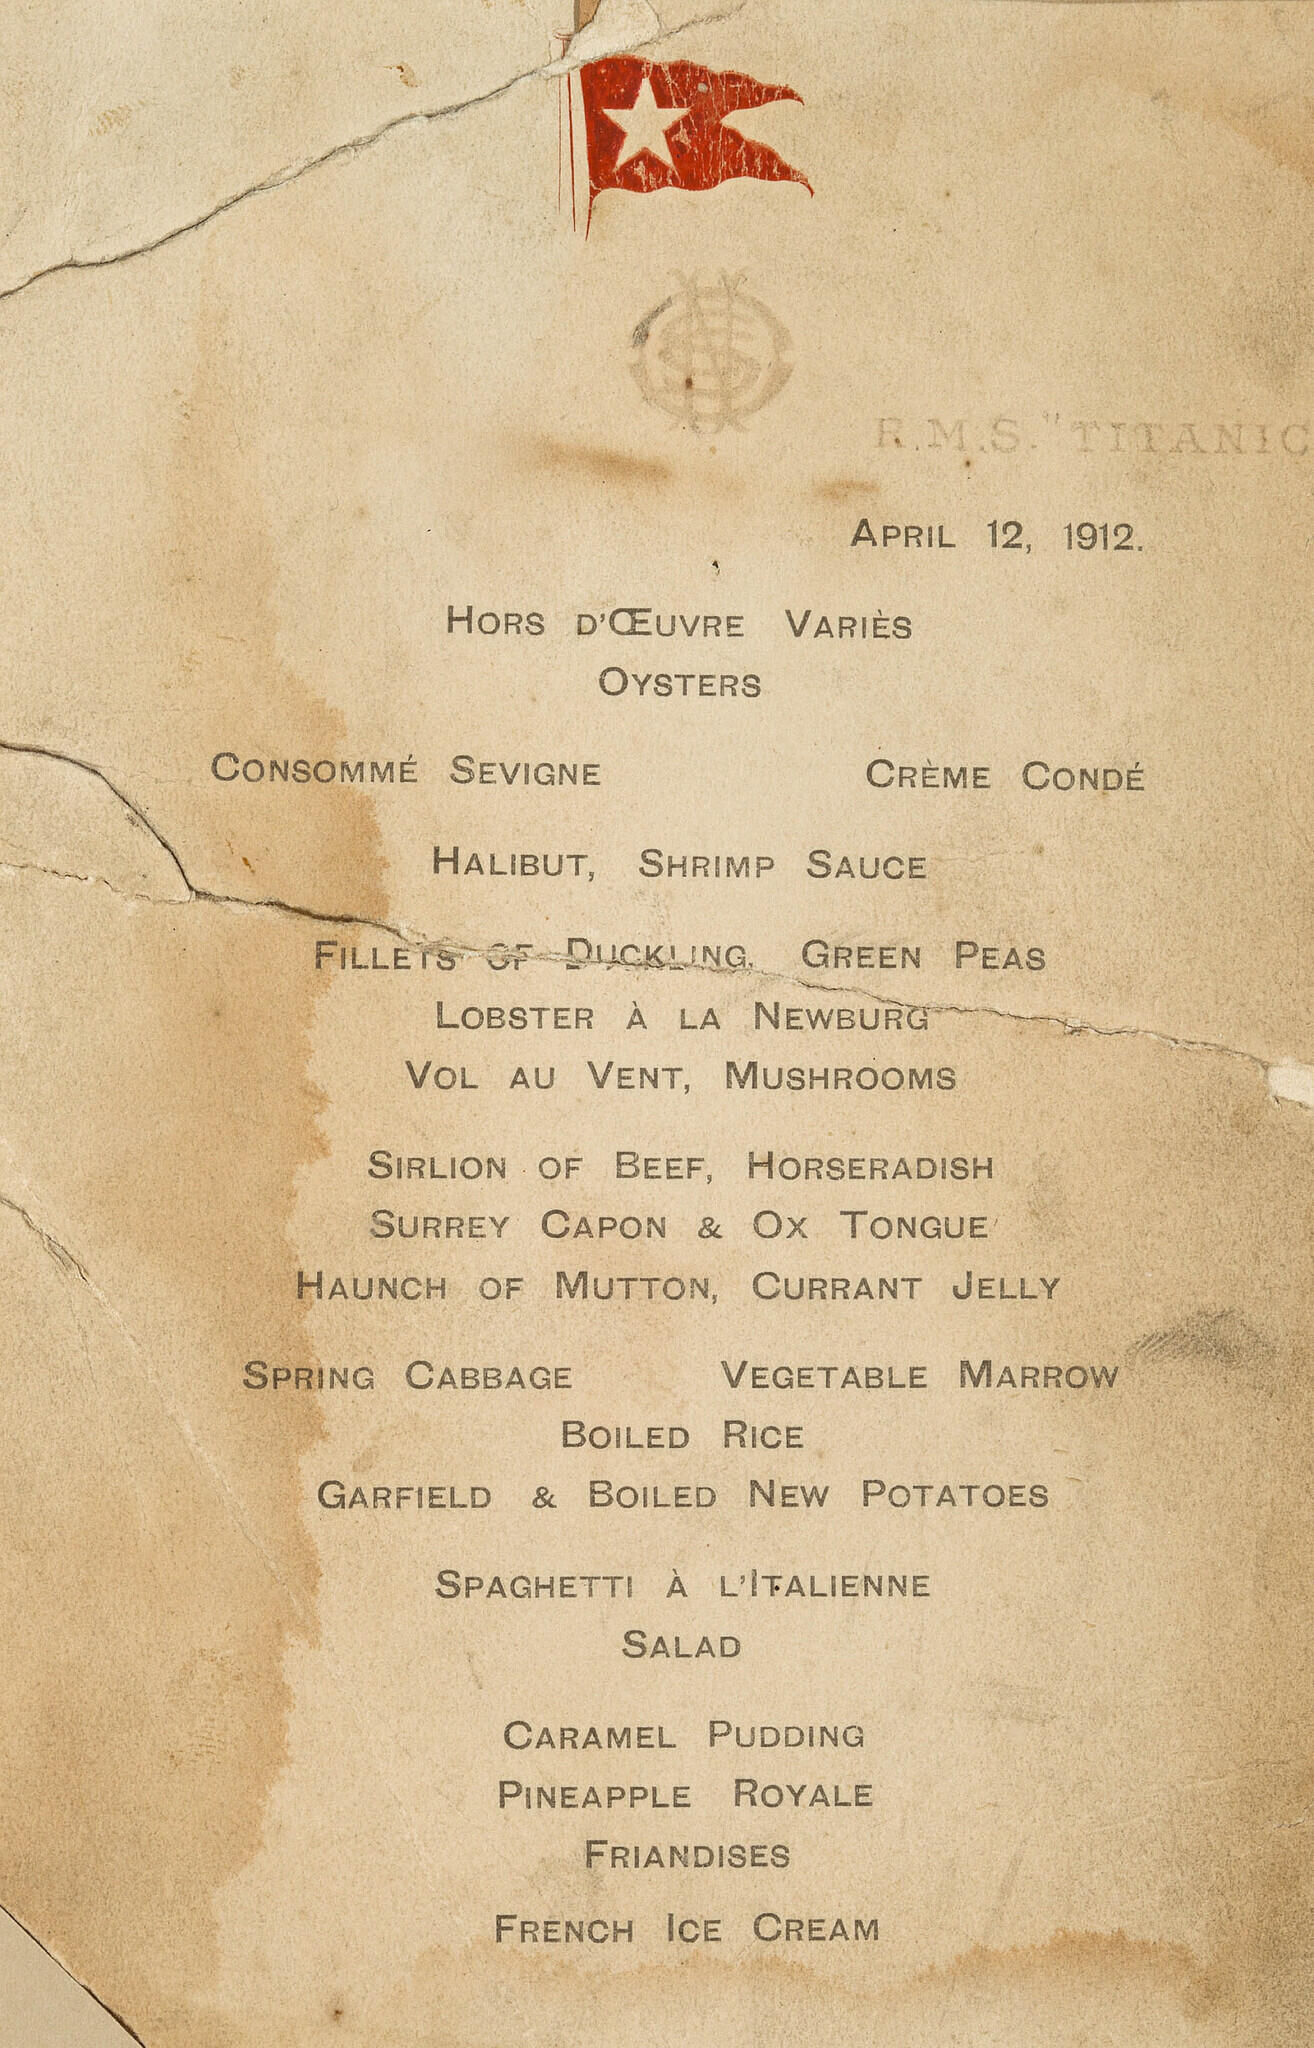 R.M.S. "TITANIC
APRIL 12, 1912.
HORS D'ŒUVRE VARIÈS
OYSTERS
CONSOMMÉ SEVIGNE CRÈME CONDÉ
HALIBUT, SHRIMP SAUCE
FILLETS OF DUCKLING. GREEN PEAS
LOBSTER À LA NEWBURG
VOL AU VENT, MUSHROOMS
SIRLION OF BEEF, HORSERADISH
SURREY CAPON & OX TONGUE
HAUNCH OF MUTTON, CURRANT JELLY
SPRING CABBAGE VEGETABLE MARROW
BOILED RICE
GARFIELD & BOILED NEW POTATOES
SPAGHETTI À L'ITALIENNE
SALAD
CARAMEL PUDDING
PINEAPPLE ROYALE
FRIANDISES
FRENCH ICE CREAM